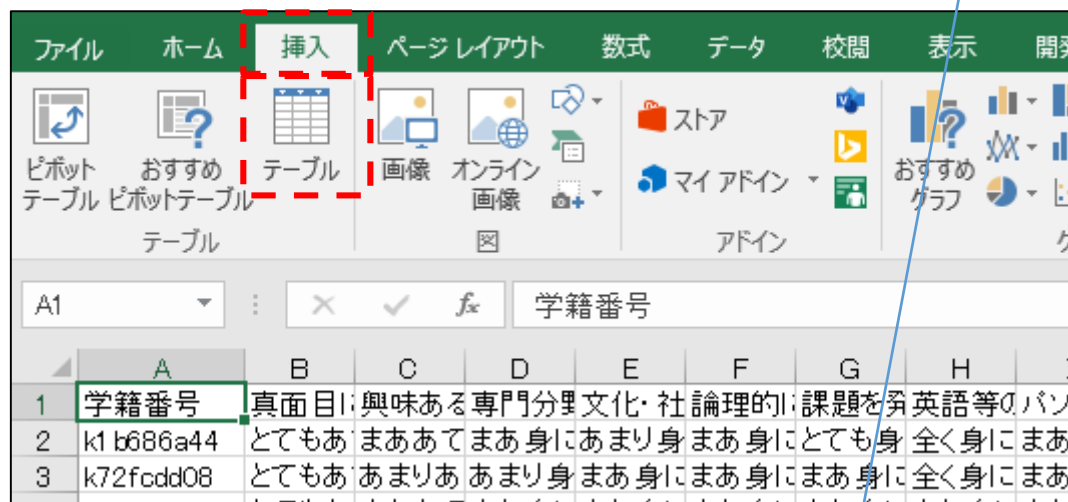 ファイル ホーム 挿入 ページ レイアウト 数式 データ 校閲 表示
ピボット おすすめ テーブル 画像 オンライン ストア おすすめ
テーブル ピボットテーブル 画像 マイ アドイン グラフ
テーブル 図 アドイン
A1 fx 学籍番号
A B C D E F G H
1 学籍番号 真面目に 興味ある 専門分野 文化・社 論理的に 課題を発 英語等の パソ
2 k1b686a44 とてもあ まああて まあ身に あまり身 まあ身に とても身 全く身に まあ
3 k72fcdd08 とてもあ あまりあ あまり身 まあ身に まあ身に まあ身に 全く身に まあ